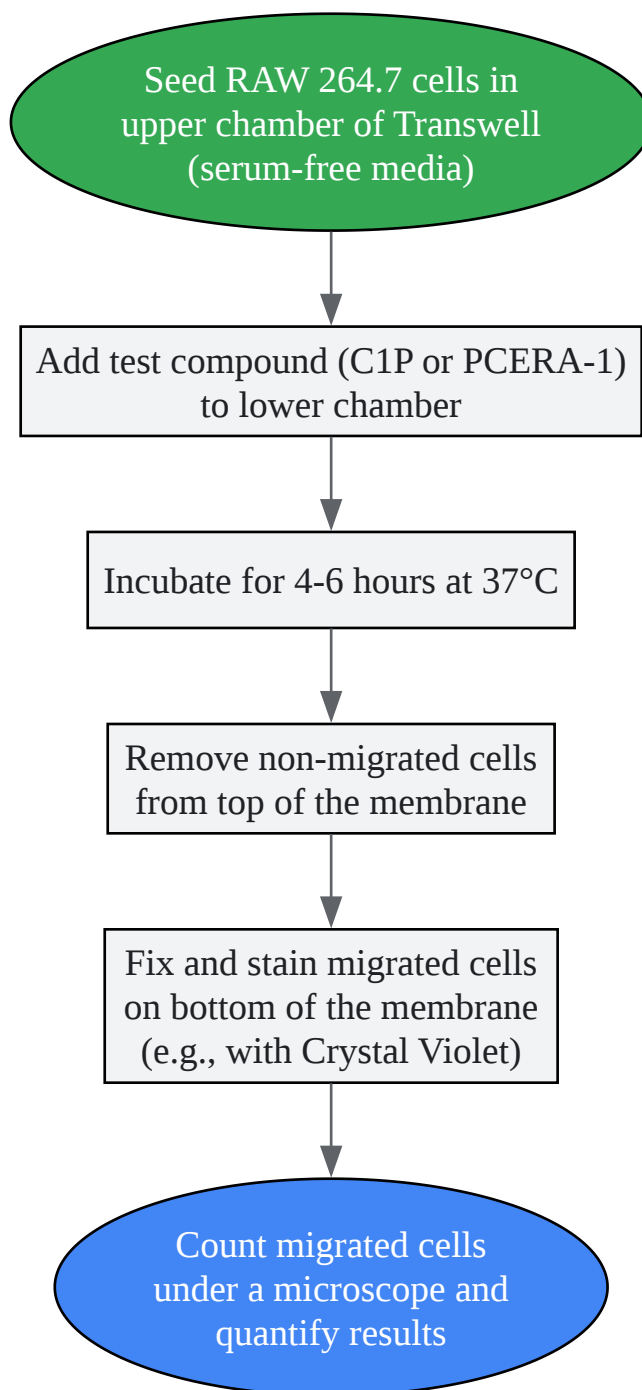 Seed RAW 264.7 cells in
upper chamber of Transwell
(serum-free media)
Add test compound (C1P or PCERA-1)
to lower chamber
Incubate for 4-6 hours at 37°C
Remove non-migrated cells
from top of the membrane
Fix and stain migrated cells
on bottom of the membrane
(e.g., with Crystal Violet)
Count migrated cells
under a microscope and
quantify results